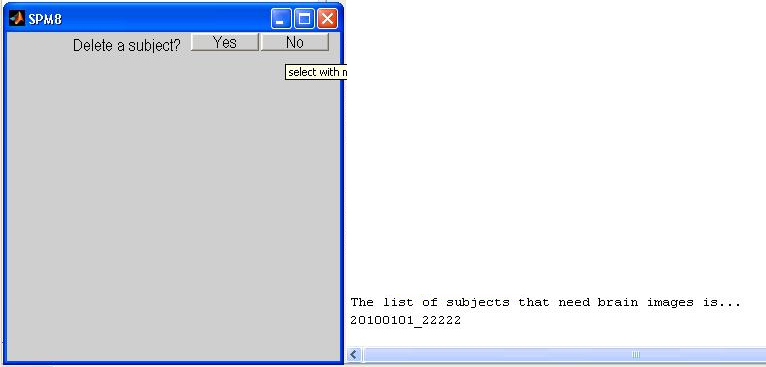 SPM8
Delete a subject? Yes No
select with
The list of subjects that need brain images is...
20100101_22222